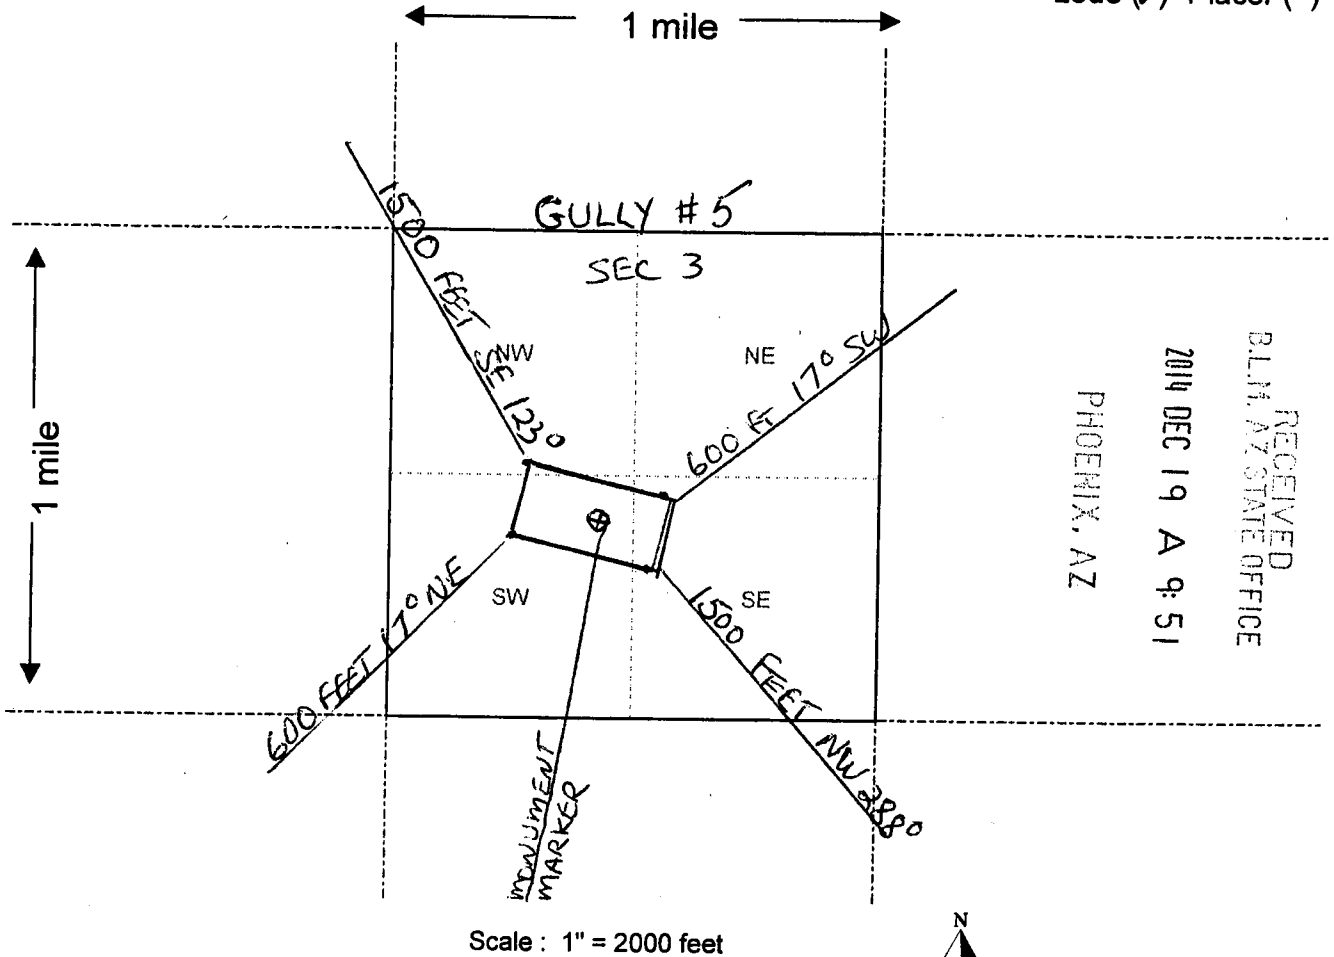 1 mile
GULLY #5
SEC 3
1500 FEET SE 123°
NW
NE
600 Ft 17° SW
1 mile
SW
SE
600 FEET 17° NE
1500 FEET NW 288°
MONUMENT
MARKER
RECEIVED
B.L.M. AZ STATE OFFICE
2014 DEC 19 A 9:51
PHOENIX, AZ
Scale : 1" = 2000 feet
N